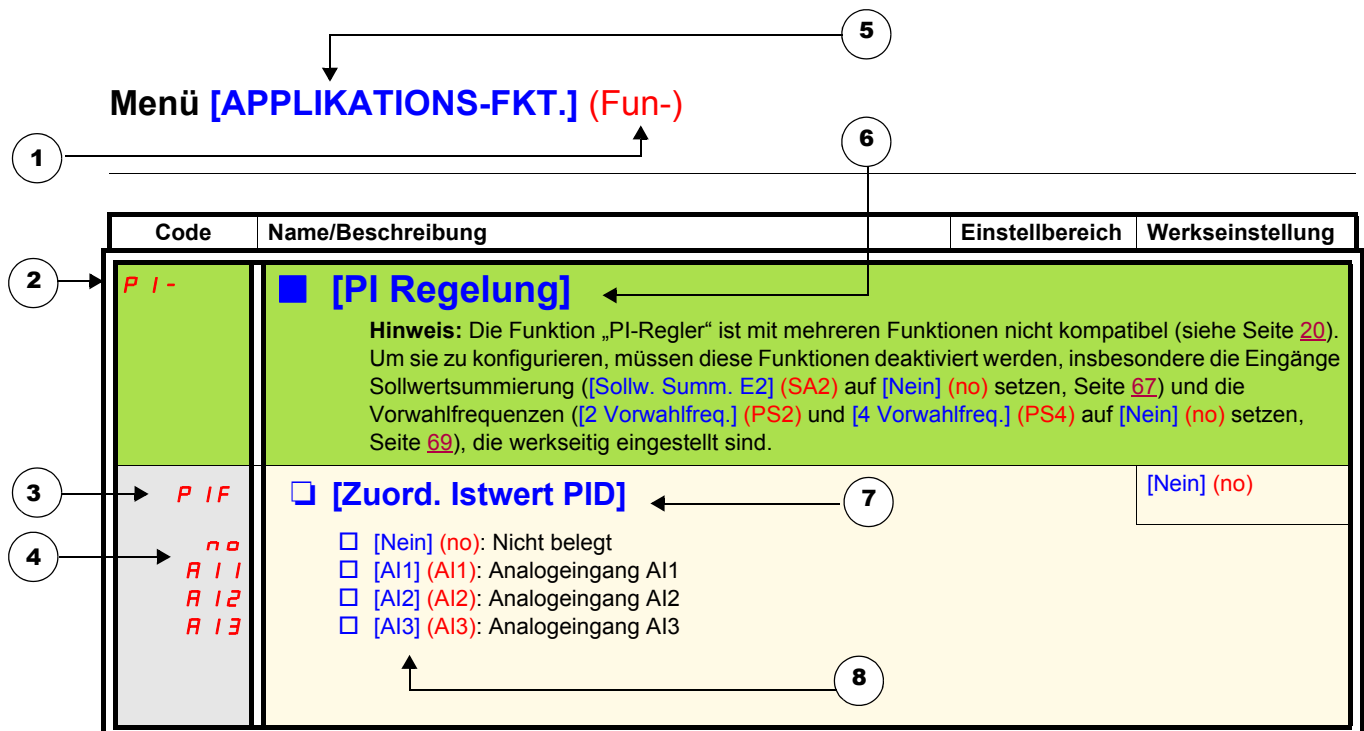 5
Menü [APPLIKATIONS-FKT.] (Fun-)
1
6
Code Name/Beschreibung Einstellbereich Werkseinstellung
2
PI-
■ [PI Regelung]
Hinweis: Die Funktion „PI-Regler“ ist mit mehreren Funktionen nicht kompatibel (siehe Seite 20).
Um sie zu konfigurieren, müssen diese Funktionen deaktiviert werden, insbesondere die Eingänge
Sollwertsummierung ([Sollw. Summ. E2] (SA2) auf [Nein] (no) setzen, Seite 67) und die
Vorwahlfrequenzen ([2 Vorwahlfreq.] (PS2) und [4 Vorwahlfreq.] (PS4) auf [Nein] (no) setzen,
Seite 69), die werkseitig eingestellt sind.
3
PIF
❏ [Zuord. Istwert PID]
7
[Nein] (no)
4
no
☐ [Nein] (no): Nicht belegt
AI1
☐ [AI1] (AI1): Analogeingang AI1
AI2
☐ [AI2] (AI2): Analogeingang AI2
AI3
☐ [AI3] (AI3): Analogeingang AI3
8